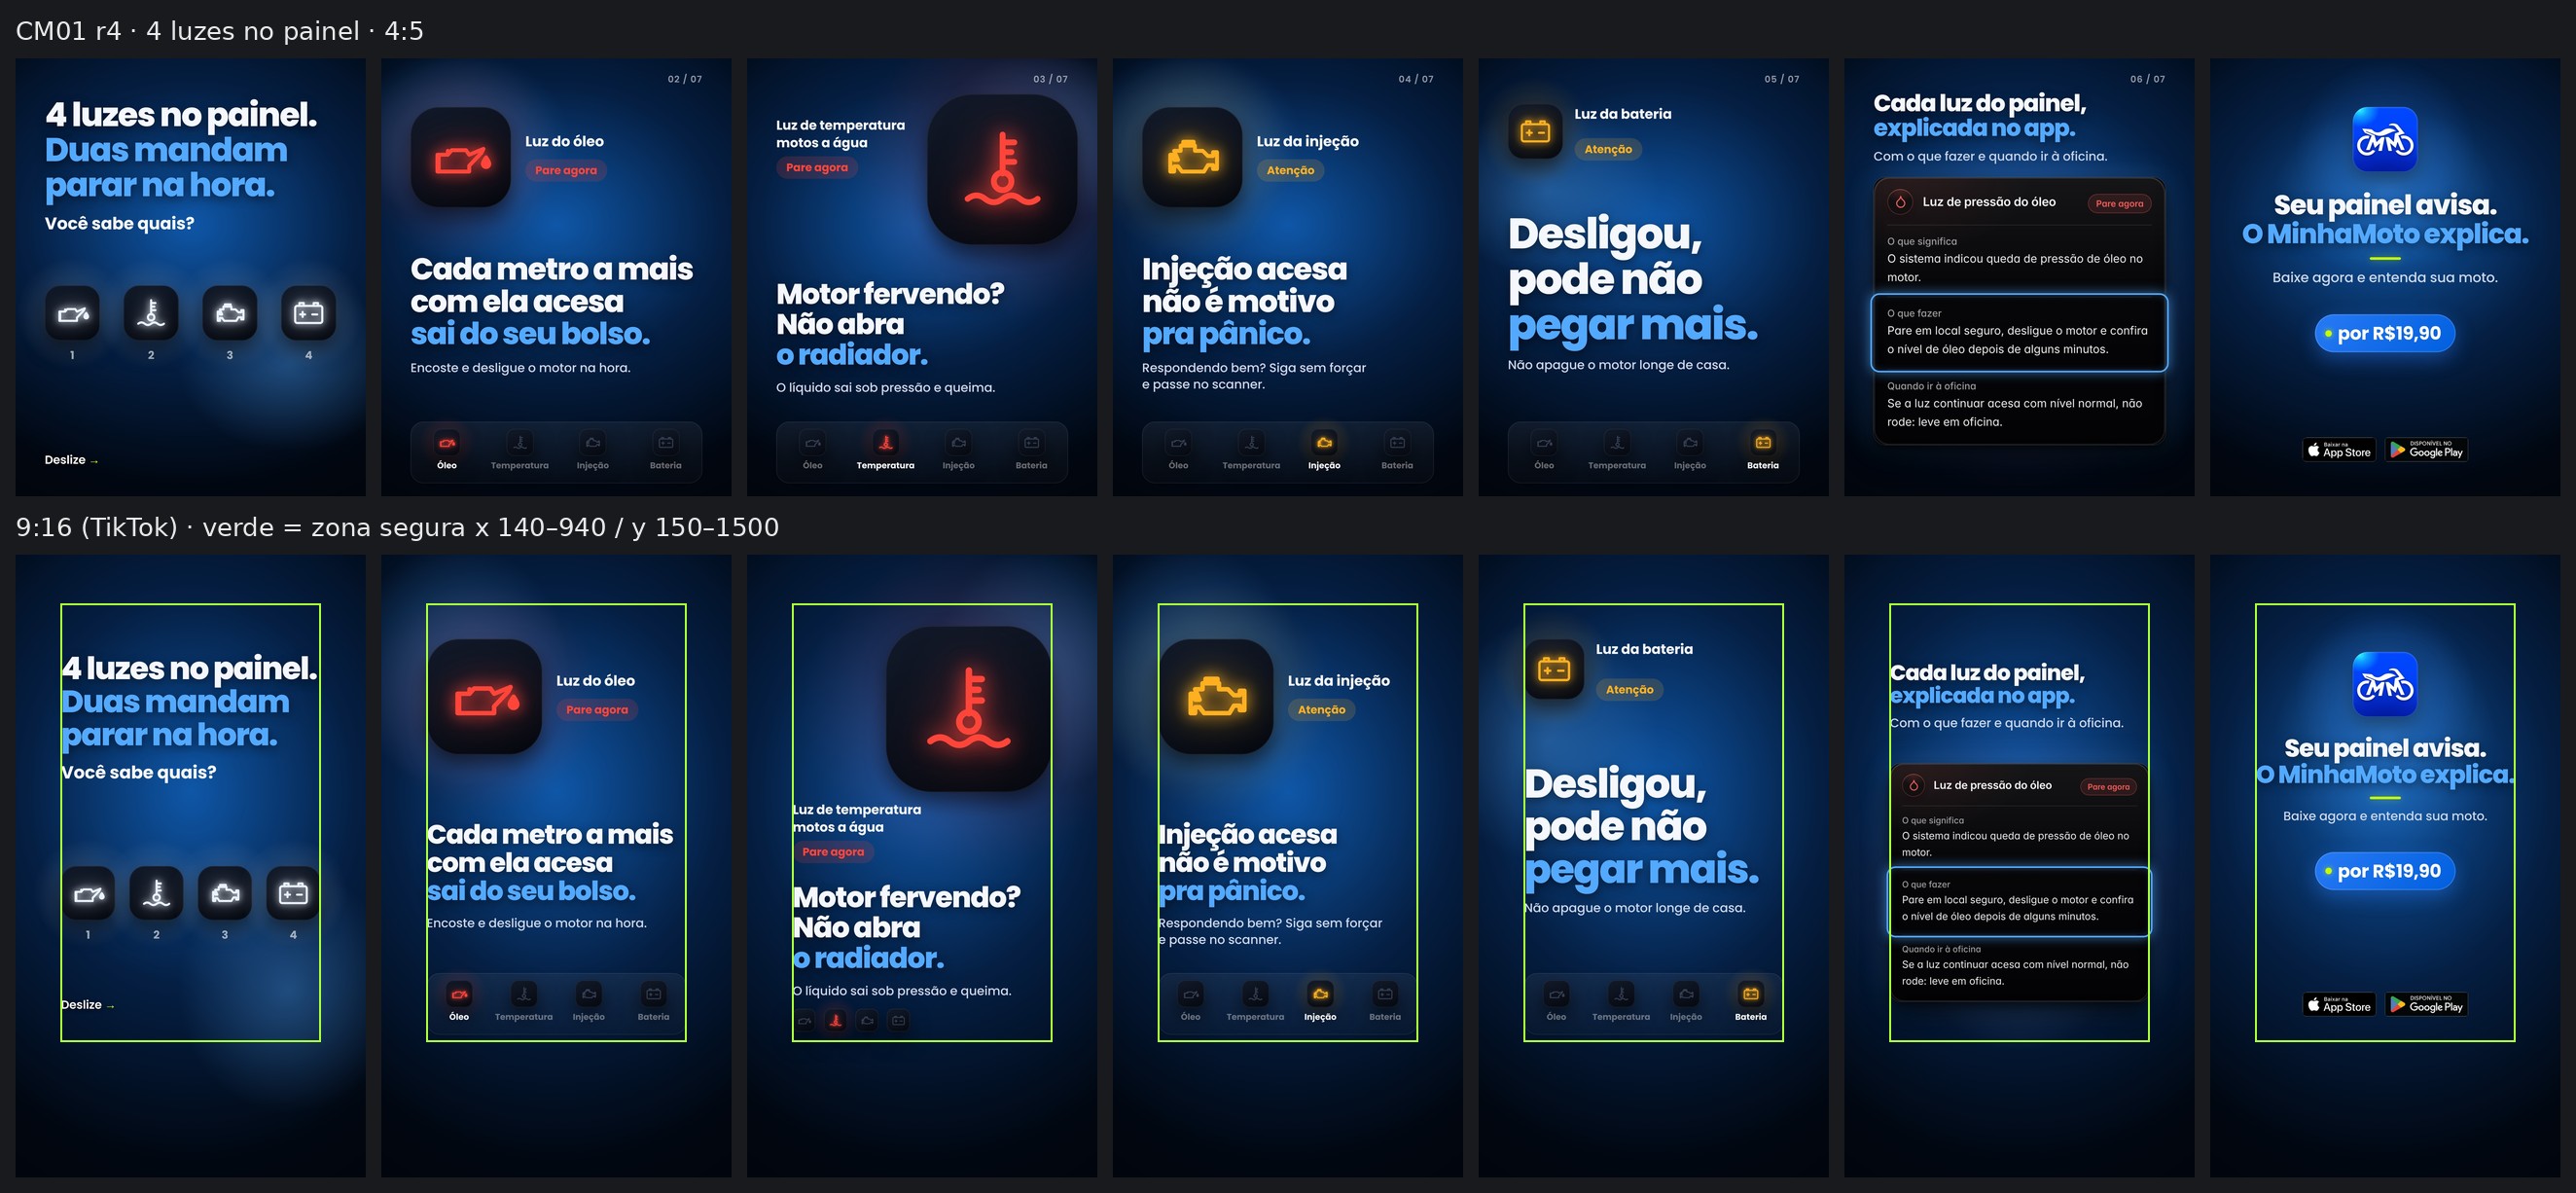 CM01 r4 · 4 luzes no painel · 4:5
4 luzes no painel.
Duas mandam
parar na hora.
Você sabe quais?
1 2 3 4
Deslize →
02 / 07
Luz do óleo
Pare agora
Cada metro a mais
com ela acesa
sai do seu bolso.
Encoste e desligue o motor na hora.
Óleo Temperatura Injeção Bateria
03 / 07
Luz de temperatura
motos a água
Pare agora
Motor fervendo?
Não abra
o radiador.
O líquido sai sob pressão e queima.
Óleo Temperatura Injeção Bateria
04 / 07
Luz da injeção
Atenção
Injeção acesa
não é motivo
pra pânico.
Respondendo bem? Siga sem forçar
e passe no scanner.
Óleo Temperatura Injeção Bateria
05 / 07
Luz da bateria
Atenção
Desligou,
pode não
pegar mais.
Não apague o motor longe de casa.
Óleo Temperatura Injeção Bateria
06 / 07
Cada luz do painel,
explicada no app.
Com o que fazer e quando ir à oficina.
Luz de pressão do óleo Pare agora
O que significa
O sistema indicou queda de pressão de óleo no
motor.
O que fazer
Pare em local seguro, desligue o motor e confira
o nível de óleo depois de alguns minutos.
Quando ir à oficina
Se a luz continuar acesa com nível normal, não
rode: leve em oficina.
MM
Seu painel avisa.
O MinhaMoto explica.
Baixe agora e entenda sua moto.
por R$19,90
Baixar na
App Store
DISPONÍVEL NO
Google Play
9:16 (TikTok) · verde = zona segura x 140–940 / y 150–1500
4 luzes no painel.
Duas mandam
parar na hora.
Você sabe quais?
1 2 3 4
Deslize →
Luz do óleo
Pare agora
Cada metro a mais
com ela acesa
sai do seu bolso.
Encoste e desligue o motor na hora.
Óleo Temperatura Injeção Bateria
Luz de temperatura
motos a água
Pare agora
Motor fervendo?
Não abra
o radiador.
O líquido sai sob pressão e queima.
Luz da injeção
Atenção
Injeção acesa
não é motivo
pra pânico.
Respondendo bem? Siga sem forçar
e passe no scanner.
Óleo Temperatura Injeção Bateria
Luz da bateria
Atenção
Desligou,
pode não
pegar mais.
Não apague o motor longe de casa.
Óleo Temperatura Injeção Bateria
Cada luz do painel,
explicada no app.
Com o que fazer e quando ir à oficina.
Luz de pressão do óleo Pare agora
O que significa
O sistema indicou queda de pressão de óleo no
motor.
O que fazer
Pare em local seguro, desligue o motor e confira
o nível de óleo depois de alguns minutos.
Quando ir à oficina
Se a luz continuar acesa com nível normal, não
rode: leve em oficina.
MM
Seu painel avisa.
O MinhaMoto explica.
Baixe agora e entenda sua moto.
por R$19,90
Baixar na
App Store
DISPONÍVEL NO
Google Play